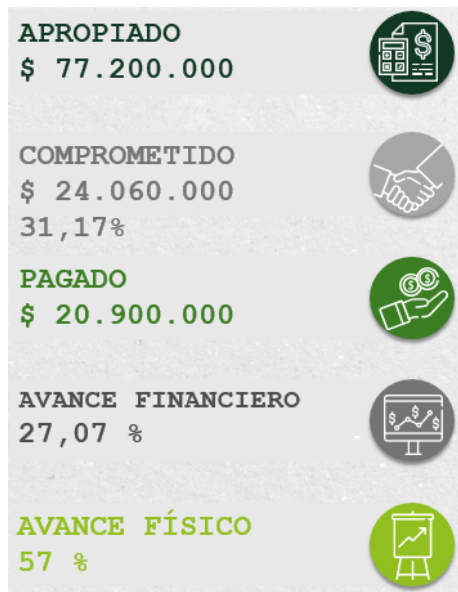 APROPIADO
$ 77.200.000
COMPROMETIDO
$ 24.060.000
31,17%
PAGADO
$ 20.900.000
AVANCE FINANCIERO
27,07 %
AVANCE FÍSICO
57 %